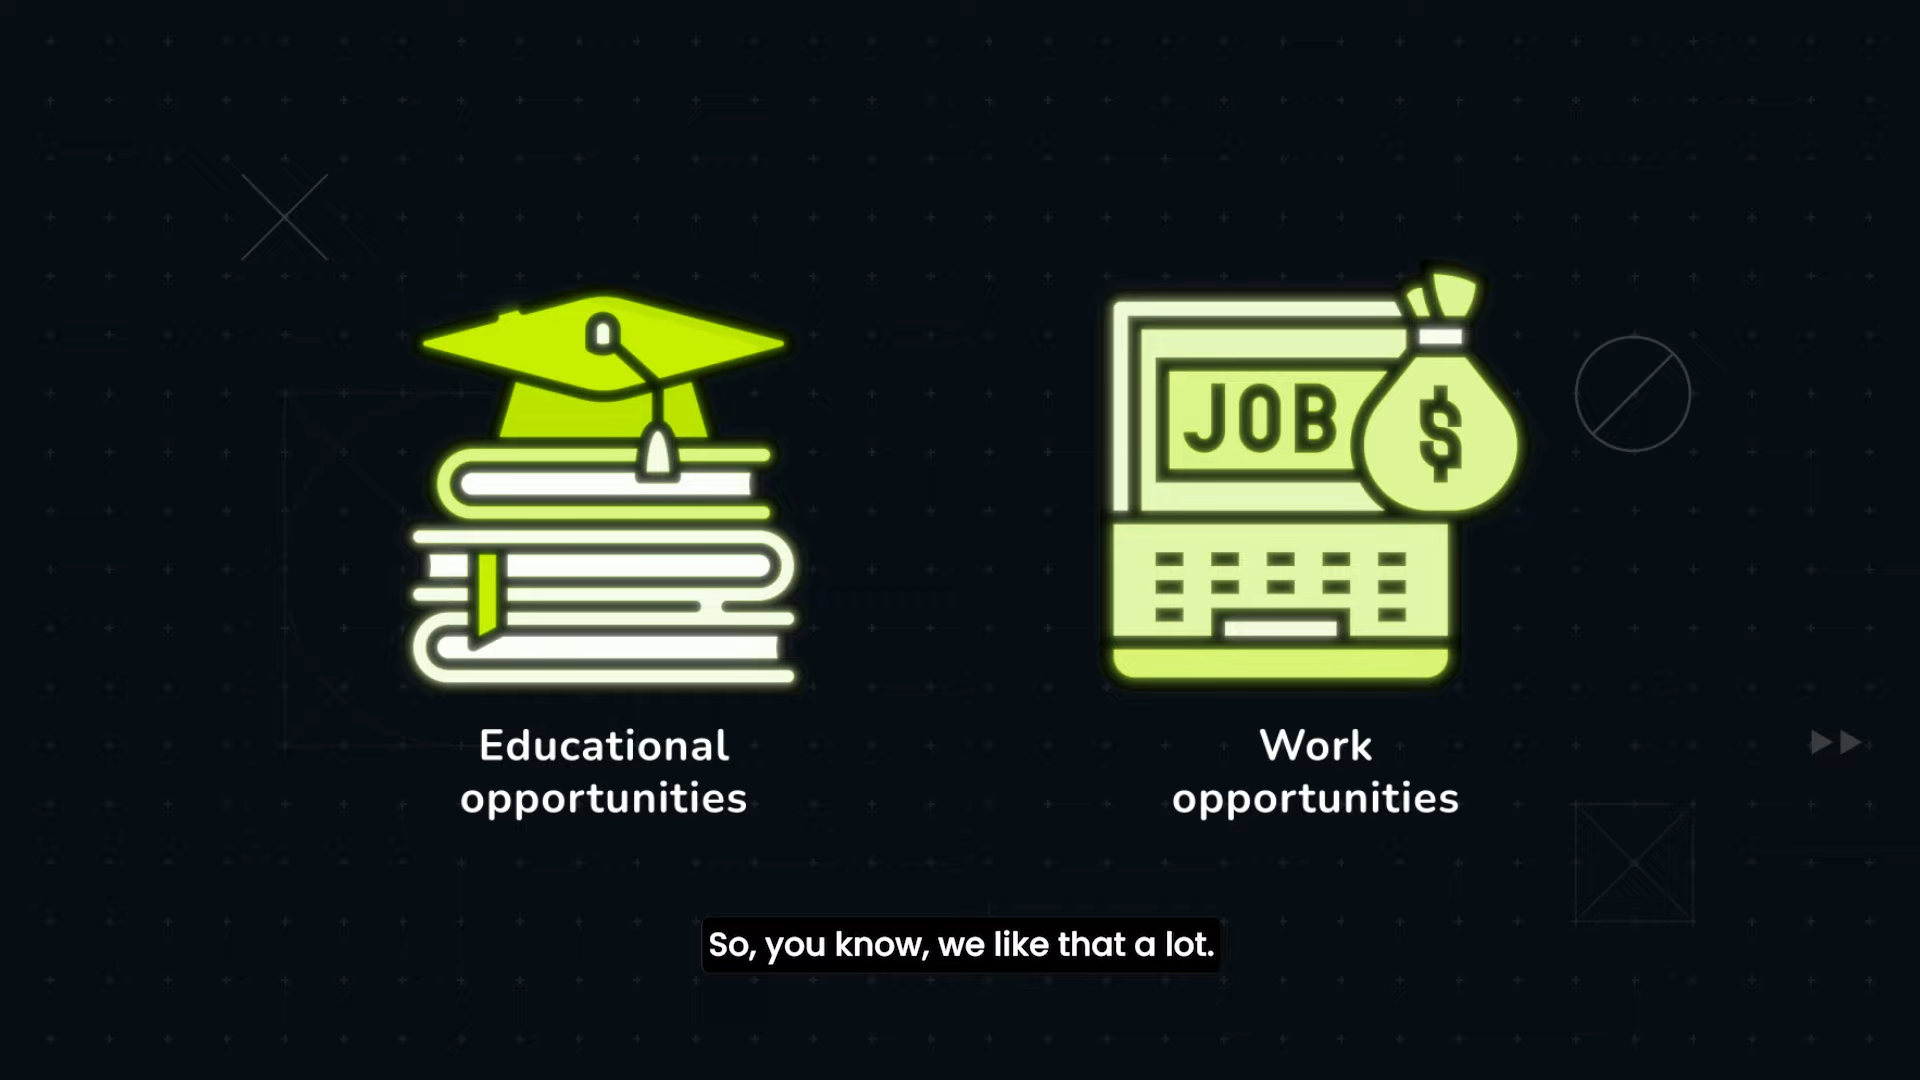 JOB
$
Educational
opportunities
Work
opportunities
So, you know, we like that a lot.